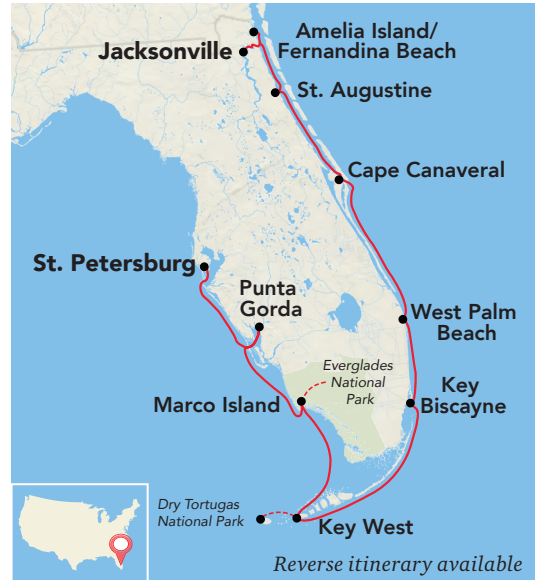 Amelia Island/
Fernandina Beach
Jacksonville
St. Augustine
Cape Canaveral
St. Petersburg
Punta
Gorda
West Palm
Beach
Everglades
National
Park
Marco Island
Key
Biscayne
Dry Tortugas
National Park
Key West
Reverse itinerary available